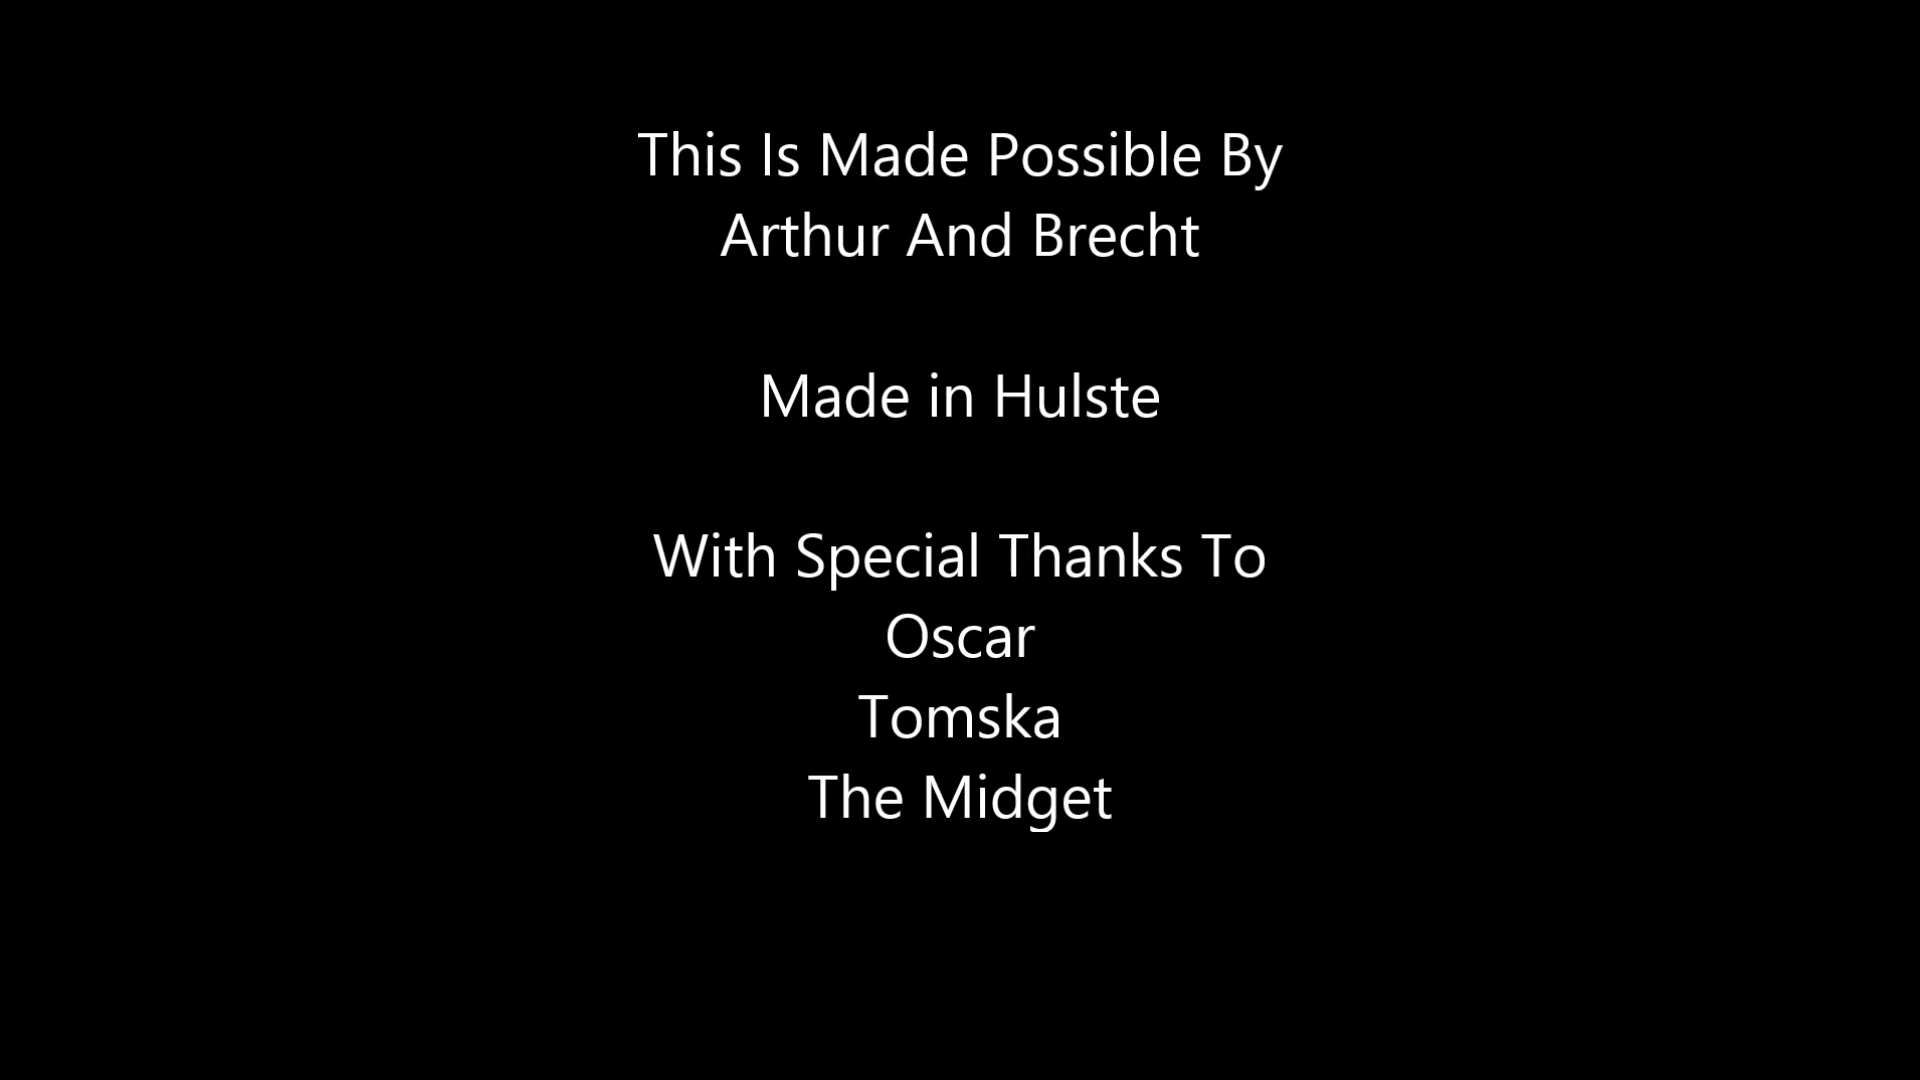 This Is Made Possible By
Arthur And Brecht
Made in Hulste
With Special Thanks To
Oscar
Tomska
The Midget